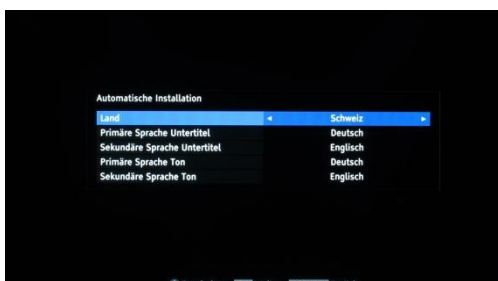 Automatische Installation
Land ◄ Schweiz ►
Primäre Sprache Untertitel Deutsch
Sekundäre Sprache Untertitel Englisch
Primäre Sprache Ton Deutsch
Sekundäre Sprache Ton Englisch